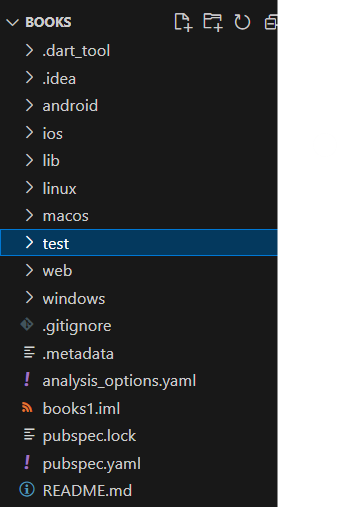 BOOKS
.dart_tool
.idea
android
ios
lib
linux
macos
test
web
windows
.gitignore
.metadata
analysis_options.yaml
books1.iml
pubspec.lock
pubspec.yaml
README.md